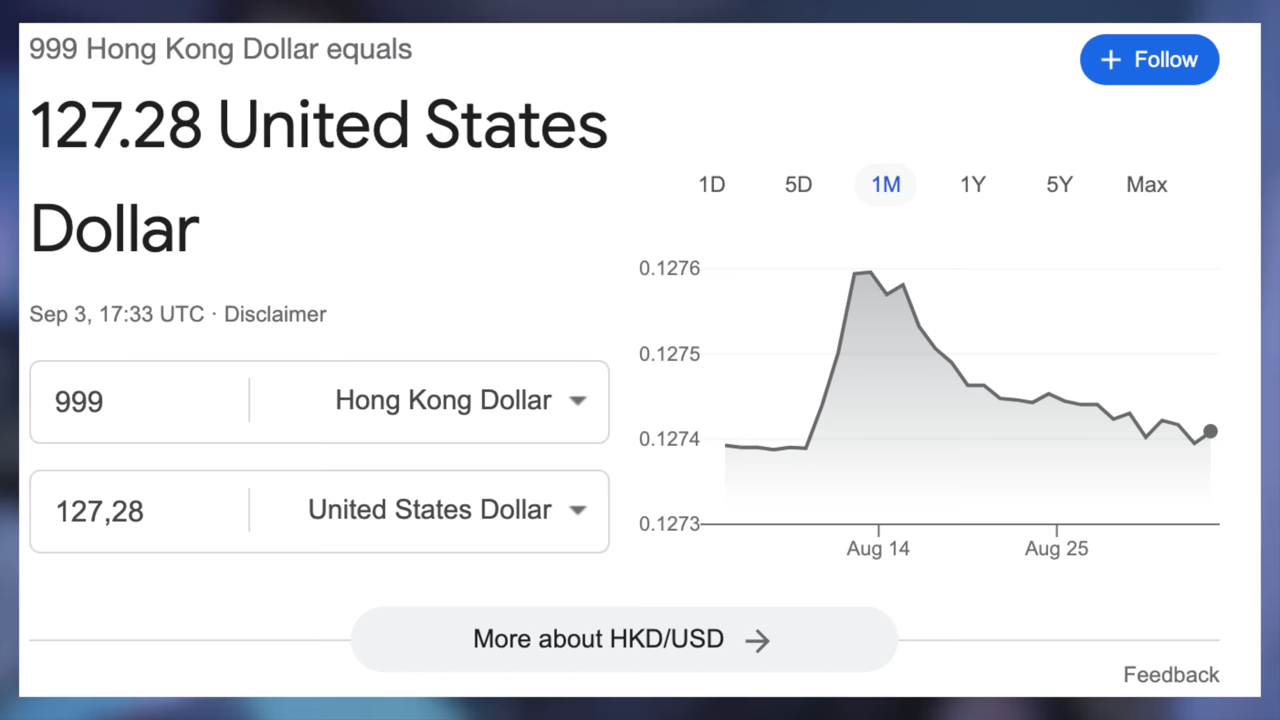 999 Hong Kong Dollar equals
+ Follow
127.28 United States
Dollar
Sep 3, 17:33 UTC · Disclaimer
999 Hong Kong Dollar
127,28 United States Dollar
1D 5D 1M 1Y 5Y Max
0.1276
0.1275
0.1274
0.1273
Aug 14 Aug 25
More about HKD/USD →
Feedback